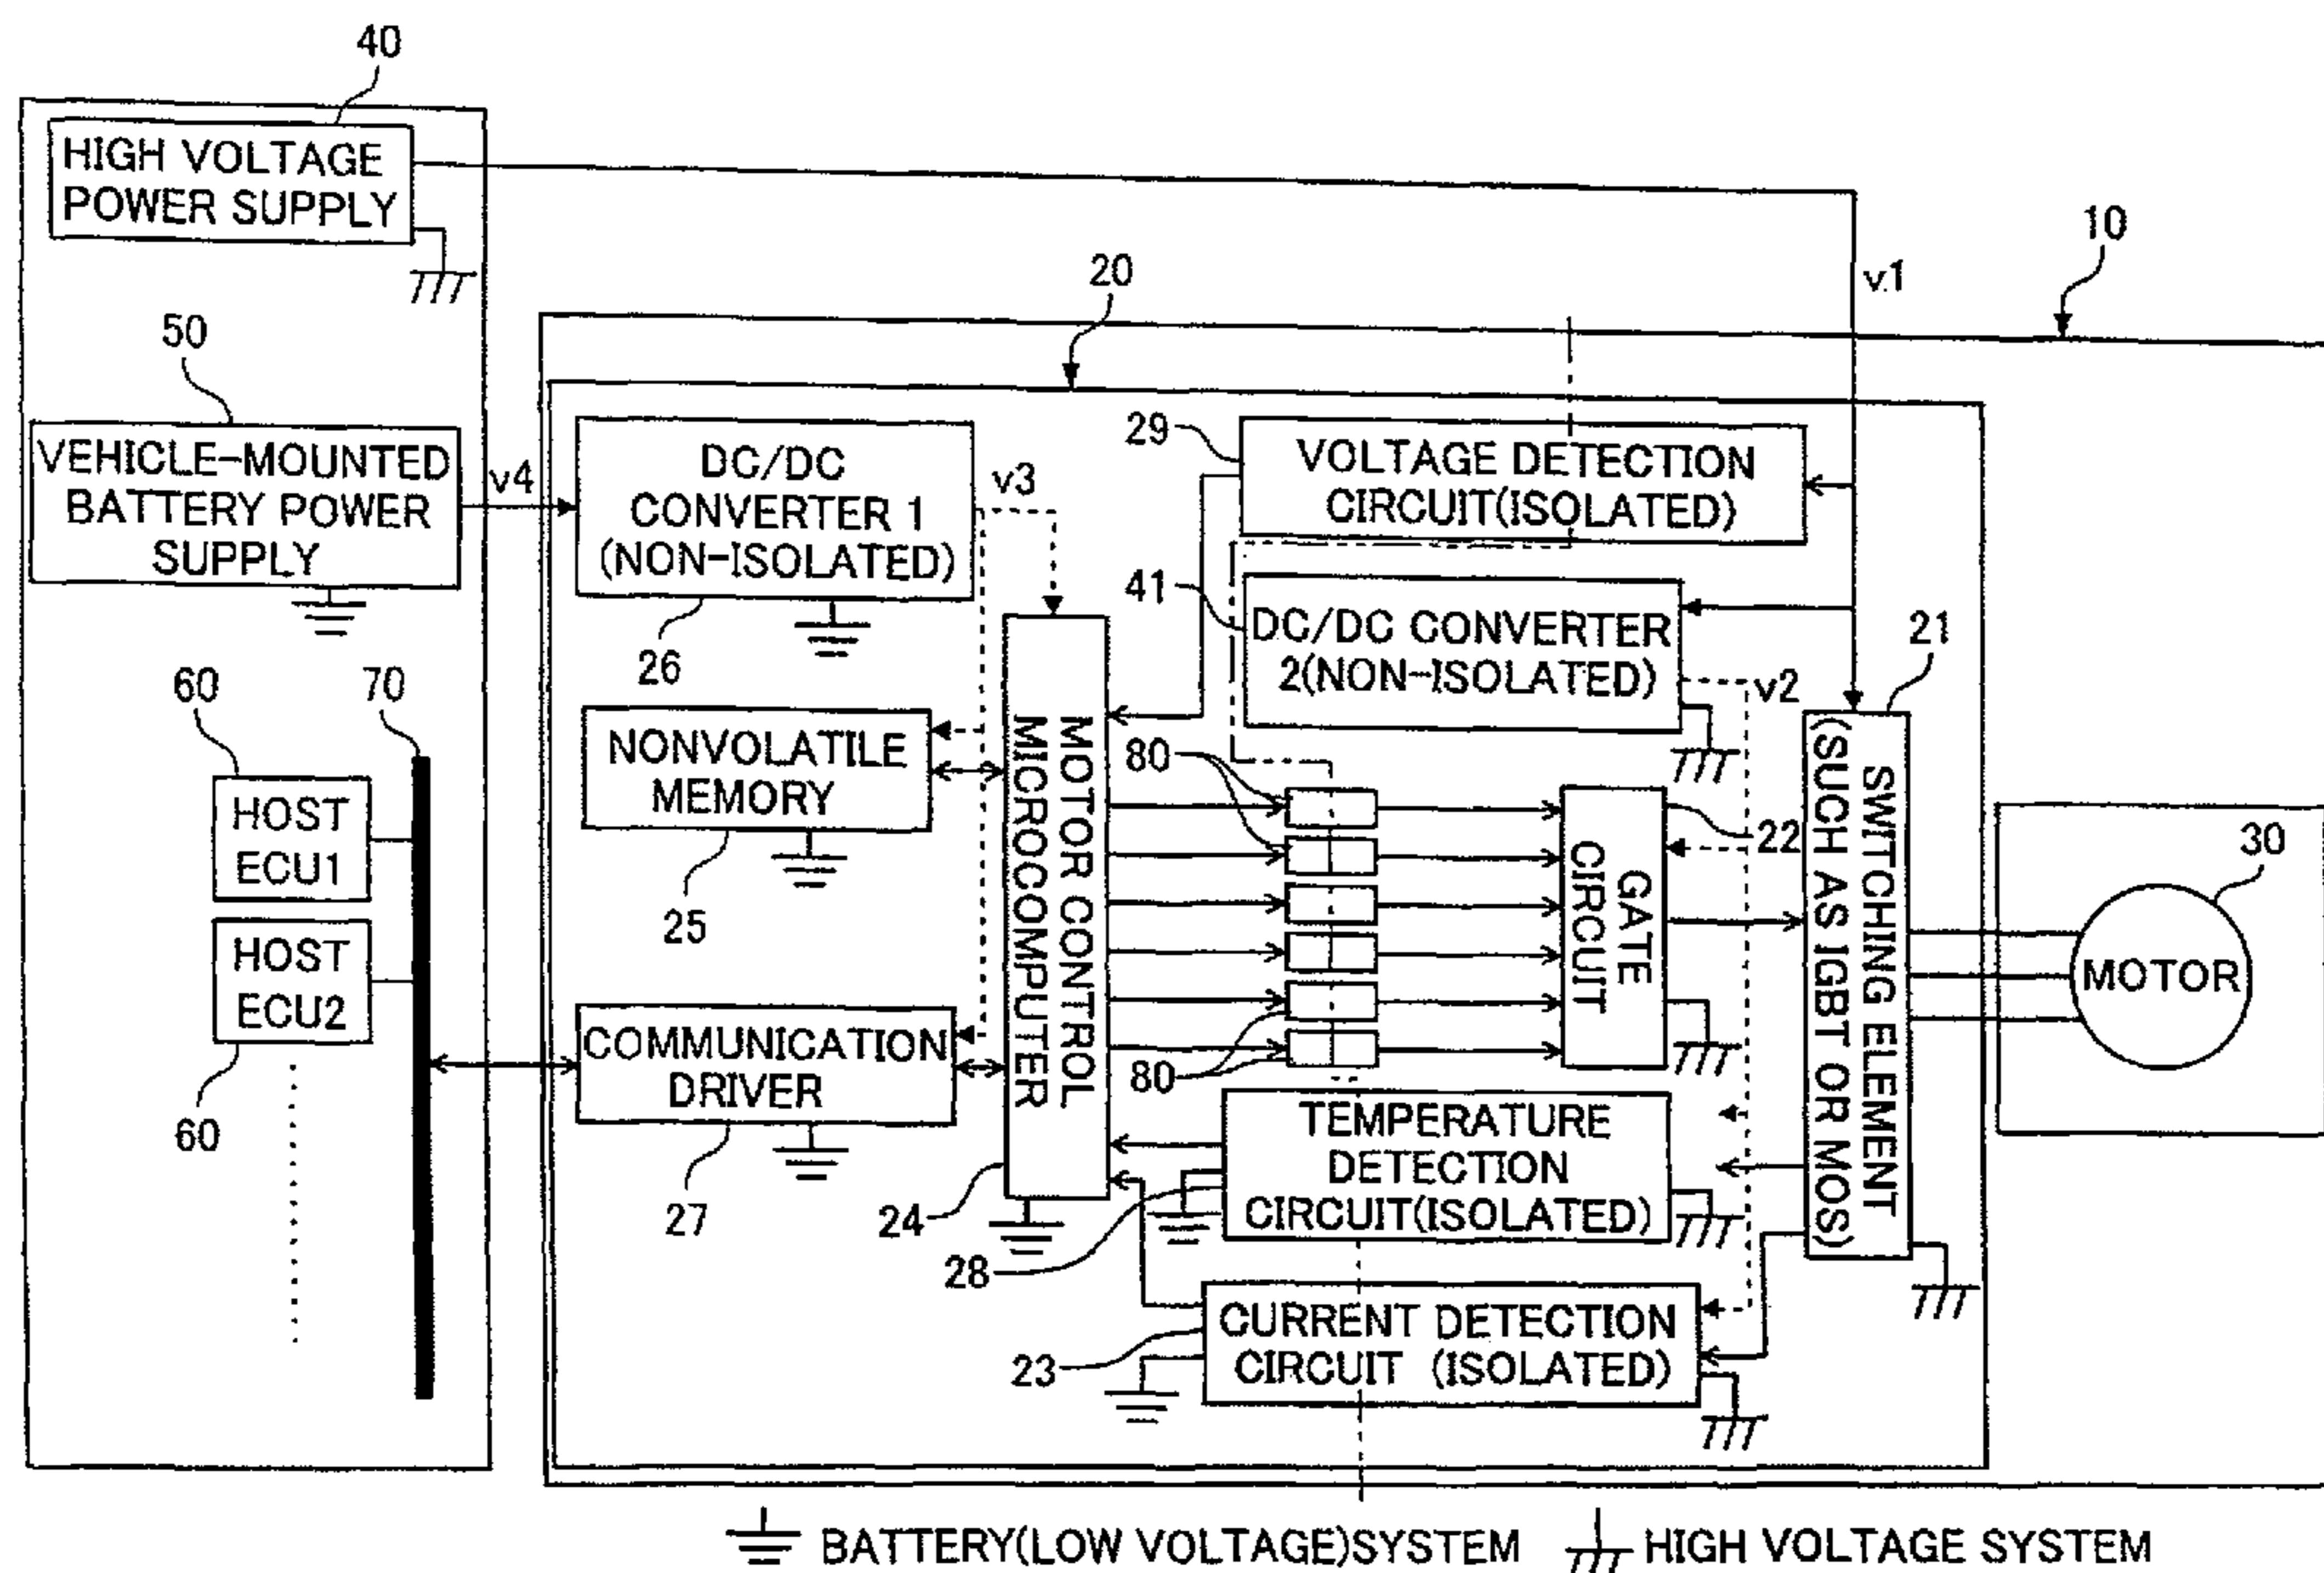 40
HIGH VOLTAGE
POWER SUPPLY
10
20
v1
50
VEHICLE-MOUNTED
BATTERY POWER
SUPPLY
v4
DC/DC
CONVERTER 1
(NON-ISOLATED)
26
v3
29
VOLTAGE DETECTION
CIRCUIT(ISOLATED)
41
DC/DC CONVERTER
2(NON-ISOLATED)
v2
21
SWITCHING ELEMENT
(SUCH AS IGBT OR MOS)
60
70
HOST
ECU1
HOST
ECU2
60
NONVOLATILE
MEMORY
25
MOTOR CONTROL
MICROCOMPUTER
24
80
80
GATE
CIRCUIT
22
30
MOTOR
COMMUNICATION
DRIVER
27
TEMPERATURE
DETECTION
CIRCUIT(ISOLATED)
28
CURRENT DETECTION
CIRCUIT (ISOLATED)
23
BATTERY(LOW VOLTAGE)SYSTEM
HIGH VOLTAGE SYSTEM